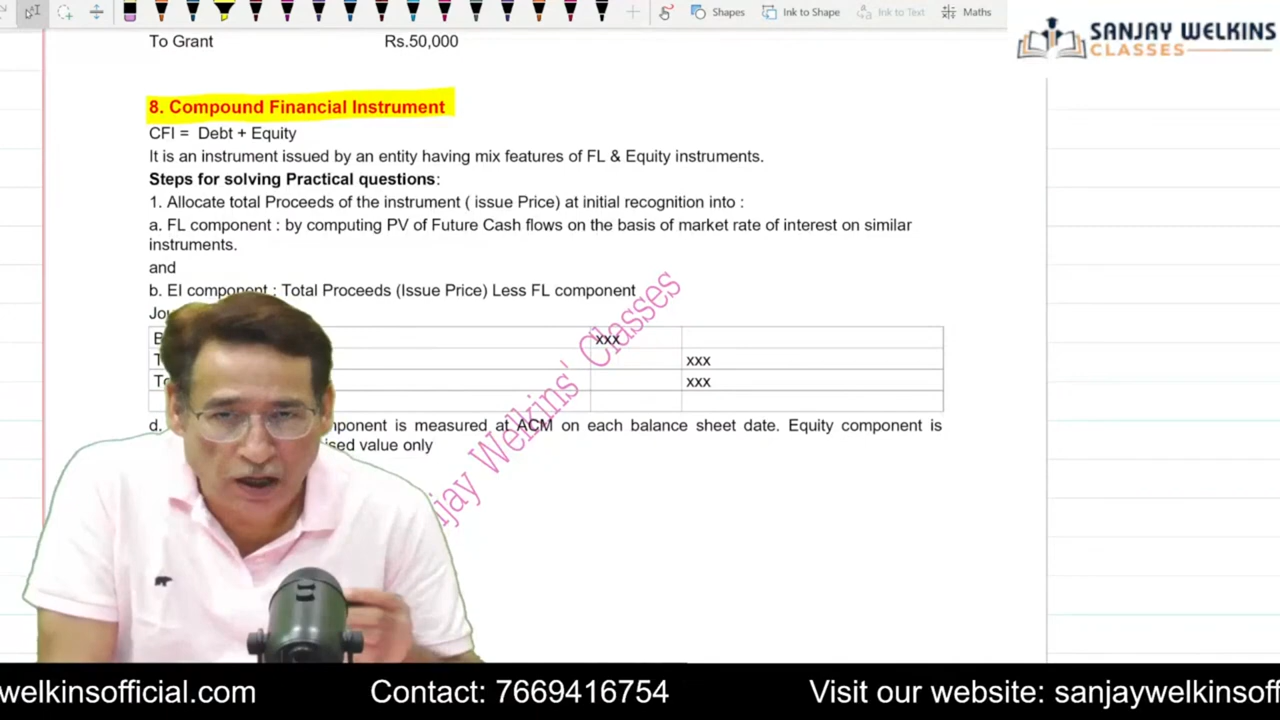 Shapes
Ink to Shape
Ink to Text
Maths
SANJAY WELKINS
CLASSES
To Grant Rs.50,000
8. Compound Financial Instrument
CFI = Debt + Equity
It is an instrument issued by an entity having mix features of FL & Equity instruments.
Steps for solving Practical questions:
1. Allocate total Proceeds of the instrument ( issue Price) at initial recognition into :
a. FL component : by computing PV of Future Cash flows on the basis of market rate of interest on similar
instruments.
and
b. EI component : Total Proceeds (Issue Price) Less FL component
xxx
xxx
xxx
d. is measured at ACM on each balance sheet date. Equity component is
value only
Welkins' Classes
welkinsofficial.com Contact: 7669416754 Visit our website: